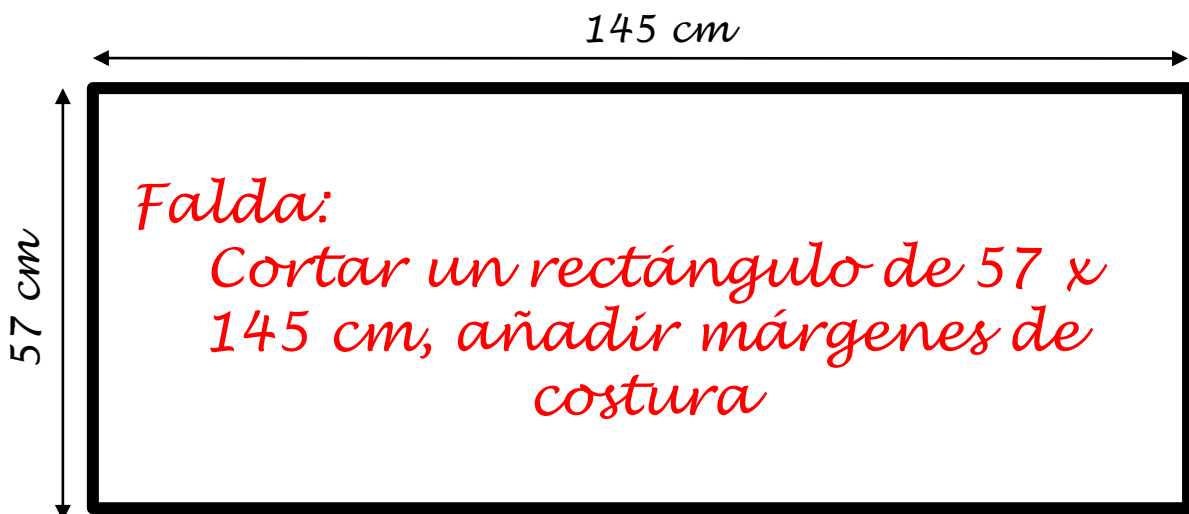 145 cm
57 cm
Falda:
Cortar un rectángulo de 57 x
145 cm, añadir márgenes de
costura